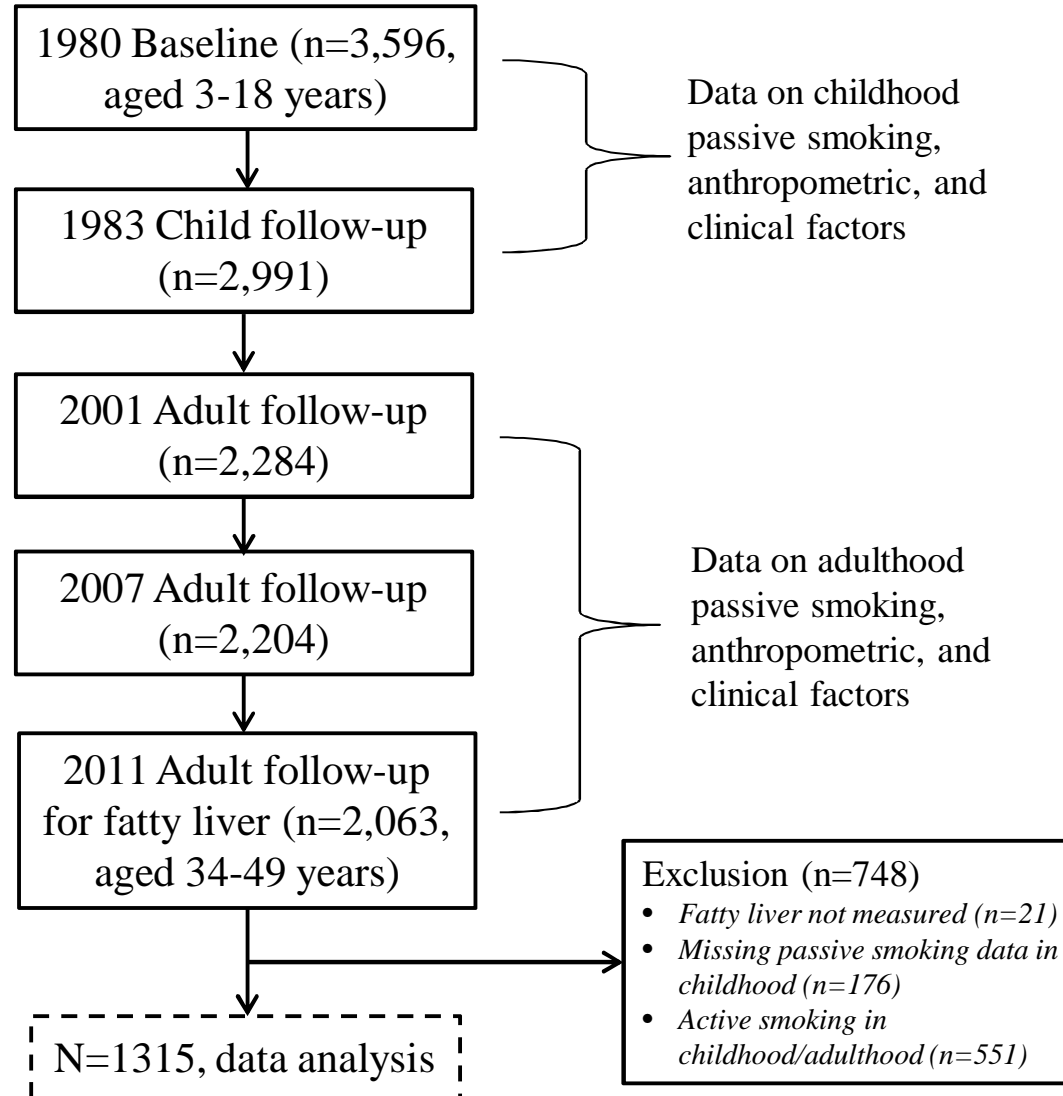 1980 Baseline (n=3,596,
aged 3-18 years)
Data on childhood
passive smoking,
anthropometric, and
clinical factors
1983 Child follow-up
(n=2,991)
2001 Adult follow-up
(n=2,284)
2007 Adult follow-up
(n=2,204)
Data on adulthood
passive smoking,
anthropometric, and
clinical factors
2011 Adult follow-up
for fatty liver (n=2,063,
aged 34-49 years)
Exclusion (n=748)
• Fatty liver not measured (n=21)
• Missing passive smoking data in
childhood (n=176)
• Active smoking in
childhood/adulthood (n=551)
N=1315, data analysis